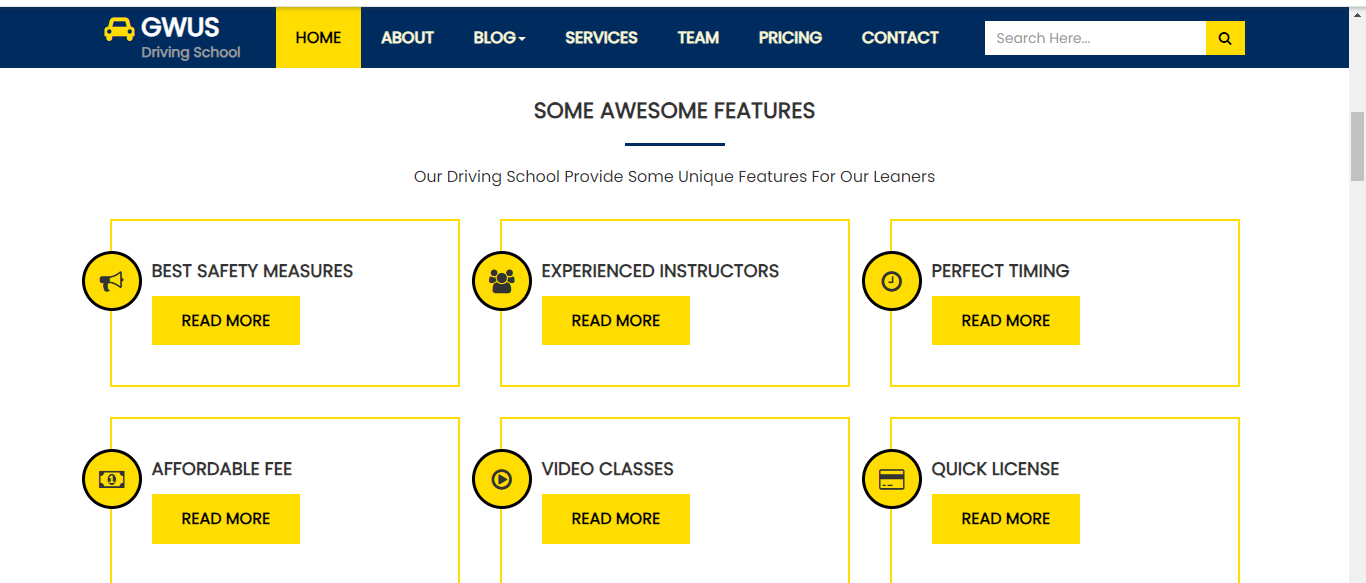 GWUS
Driving School
HOME ABOUT BLOG SERVICES TEAM PRICING CONTACT
Search Here...
SOME AWESOME FEATURES
Our Driving School Provide Some Unique Features For Our Leaners
BEST SAFETY MEASURES
READ MORE
EXPERIENCED INSTRUCTORS
READ MORE
PERFECT TIMING
READ MORE
AFFORDABLE FEE
READ MORE
VIDEO CLASSES
READ MORE
QUICK LICENSE
READ MORE